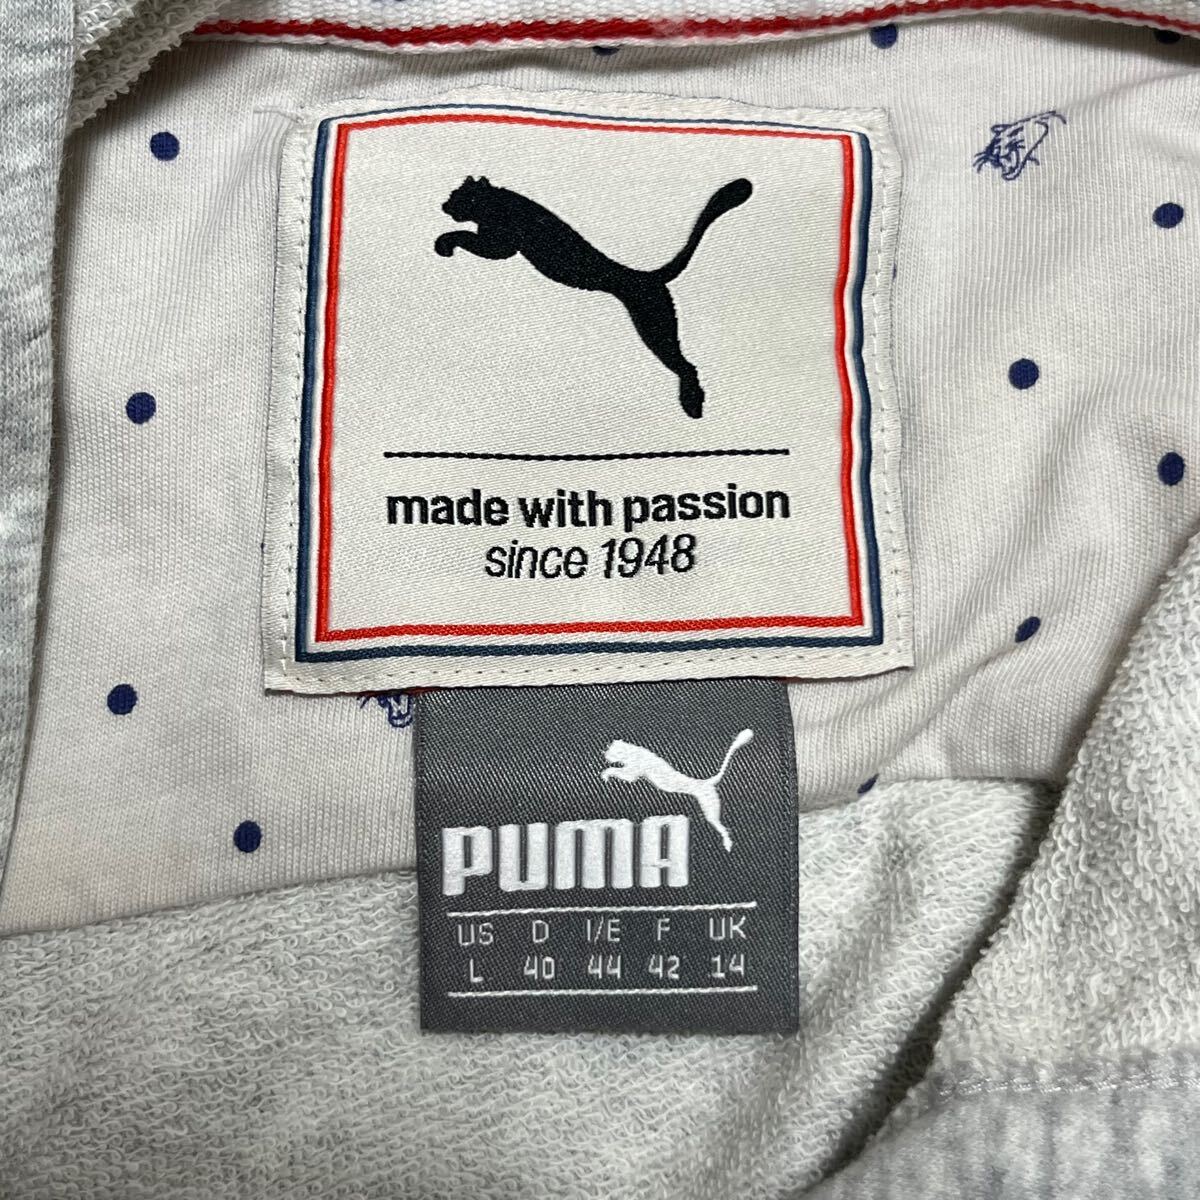 made with passion
since 1948
PUMA
US D I/E F UK
L 40 44 42 14